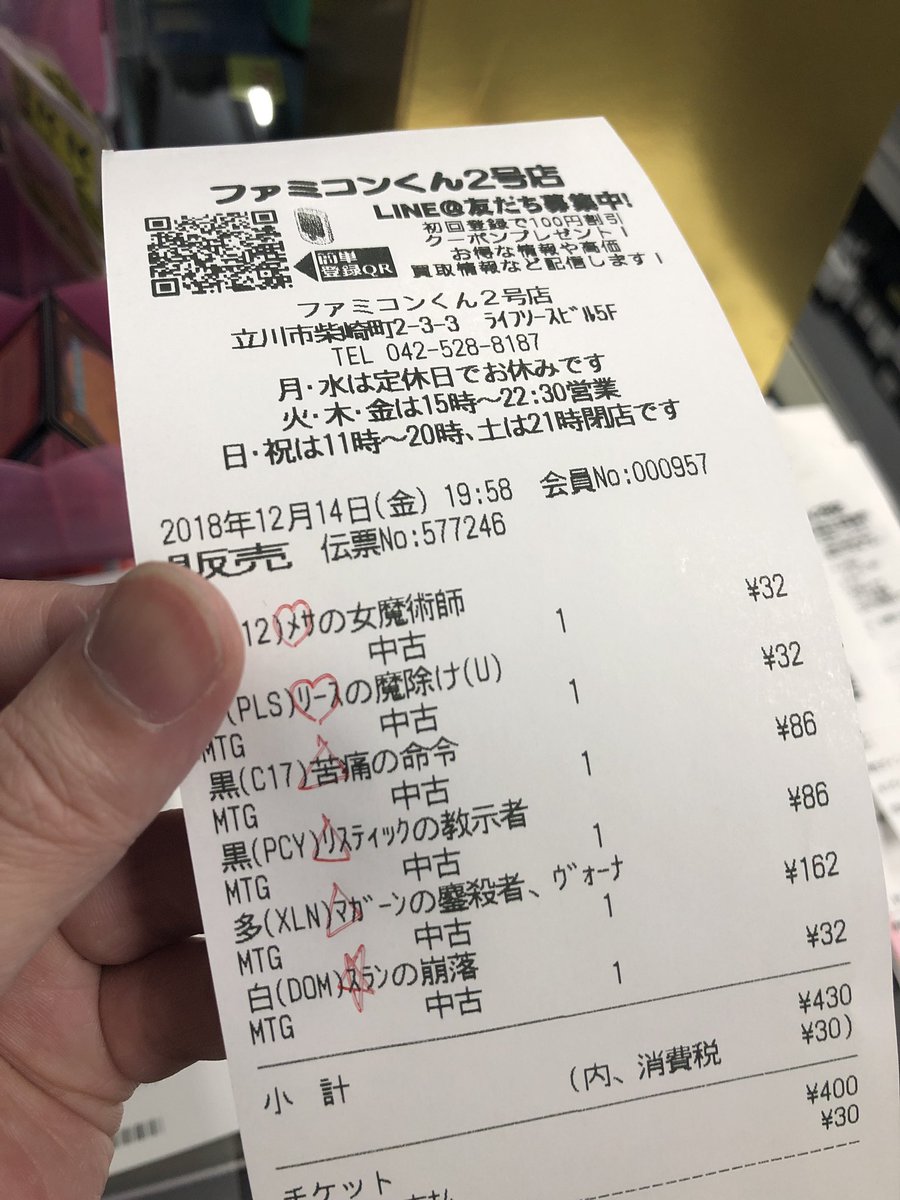 ファミコンくん2号店
LINE@友だち募集中!
初回登録で100円割引
クーポンプレゼント!
お得な情報や高価
買取情報など配信します!
簡単
登録QR
ファミコンくん2号店
立川市柴崎町2-3-3 ﾗｲﾌｿｰｽﾋﾞﾙ5F
TEL 042-528-8187
月・水は定休日でお休みです
火・木・金は15時～22:30営業
日・祝は11時～20時、土は21時閉店です
2018年12月14日(金) 19:58 会員No:000957
販売 伝票No:577246
12)ﾒｻの女魔術師 1 ¥32
中古
(PLS)ﾘｰｽの魔除け(U) 1 ¥32
MTG 中古
黒(C17)苦痛の命令 1 ¥86
MTG 中古
黒(PCY)ﾘｽティックの教示者 1 ¥86
MTG 中古
多(XLN)ﾏｶﾞｰンの鏖殺者、ｳﾞｫｰﾅ 1 ¥162
MTG 中古
白(DOM)ｽﾗﾝの崩落 1 ¥32
MTG 中古
小 計 ¥430
(内、消費税 ¥30)
チケット ¥400
¥30